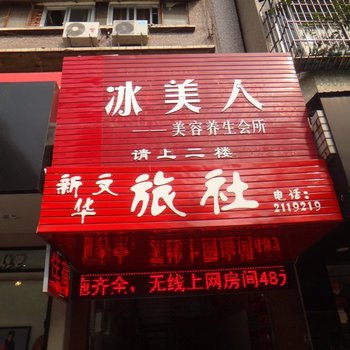 冰美人
——美容养生会所
请上二楼
新文华 旅社 电话:
2119219
齐全，无线上网房间48元